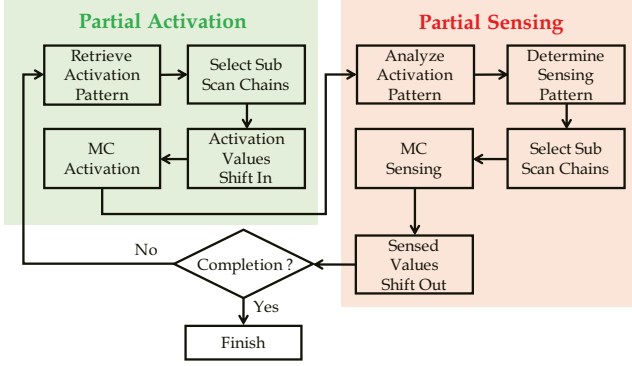 Partial Activation
Retrieve
Activation
Pattern
Select Sub
Scan Chains
MC
Activation
Activation
Values
Shift In
Partial Sensing
Analyze
Activation
Pattern
Determine
Sensing
Pattern
MC
Sensing
Select Sub
Scan Chains
Sensed
Values
Shift Out
No
Completion ?
Yes
Finish